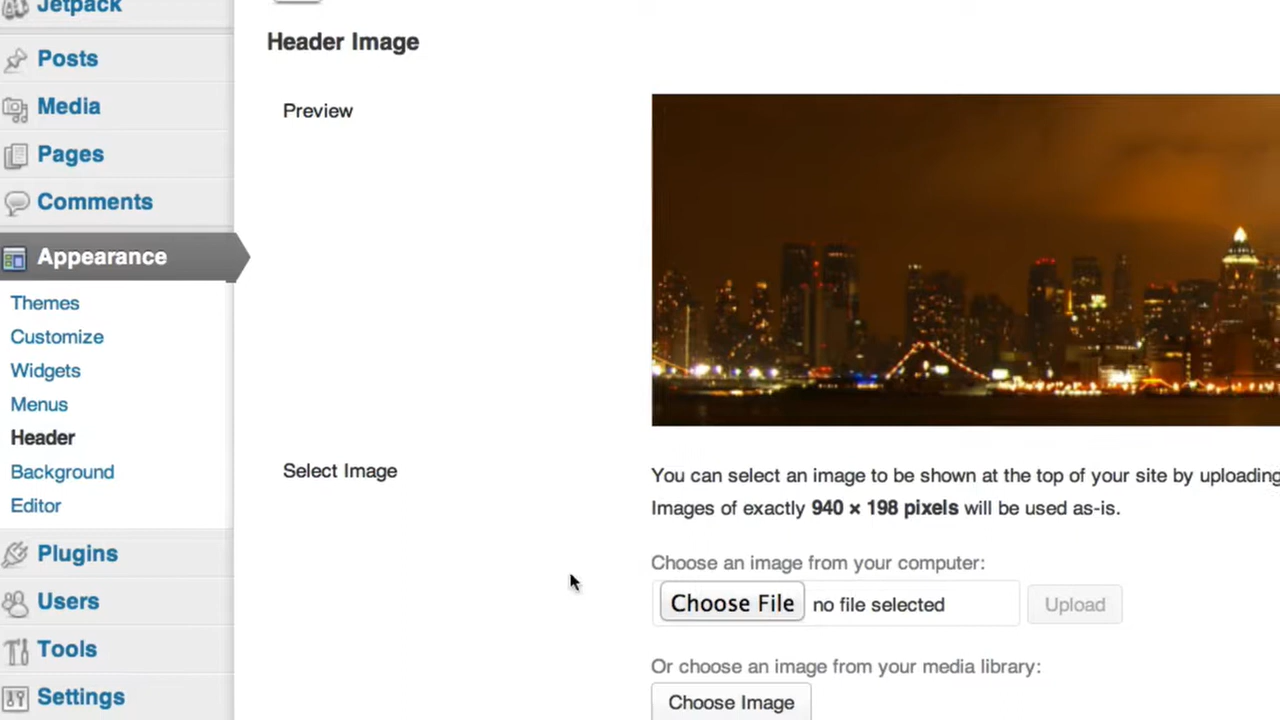 Jetpack
Posts
Media
Pages
Comments
Appearance
Themes
Customize
Widgets
Menus
Header
Background
Editor
Plugins
Users
Tools
Settings
Header Image
Preview
Select Image
You can select an image to be shown at the top of your site by uploading
Images of exactly 940 × 198 pixels will be used as-is.
Choose an image from your computer:
Choose File no file selected Upload
Or choose an image from your media library:
Choose Image